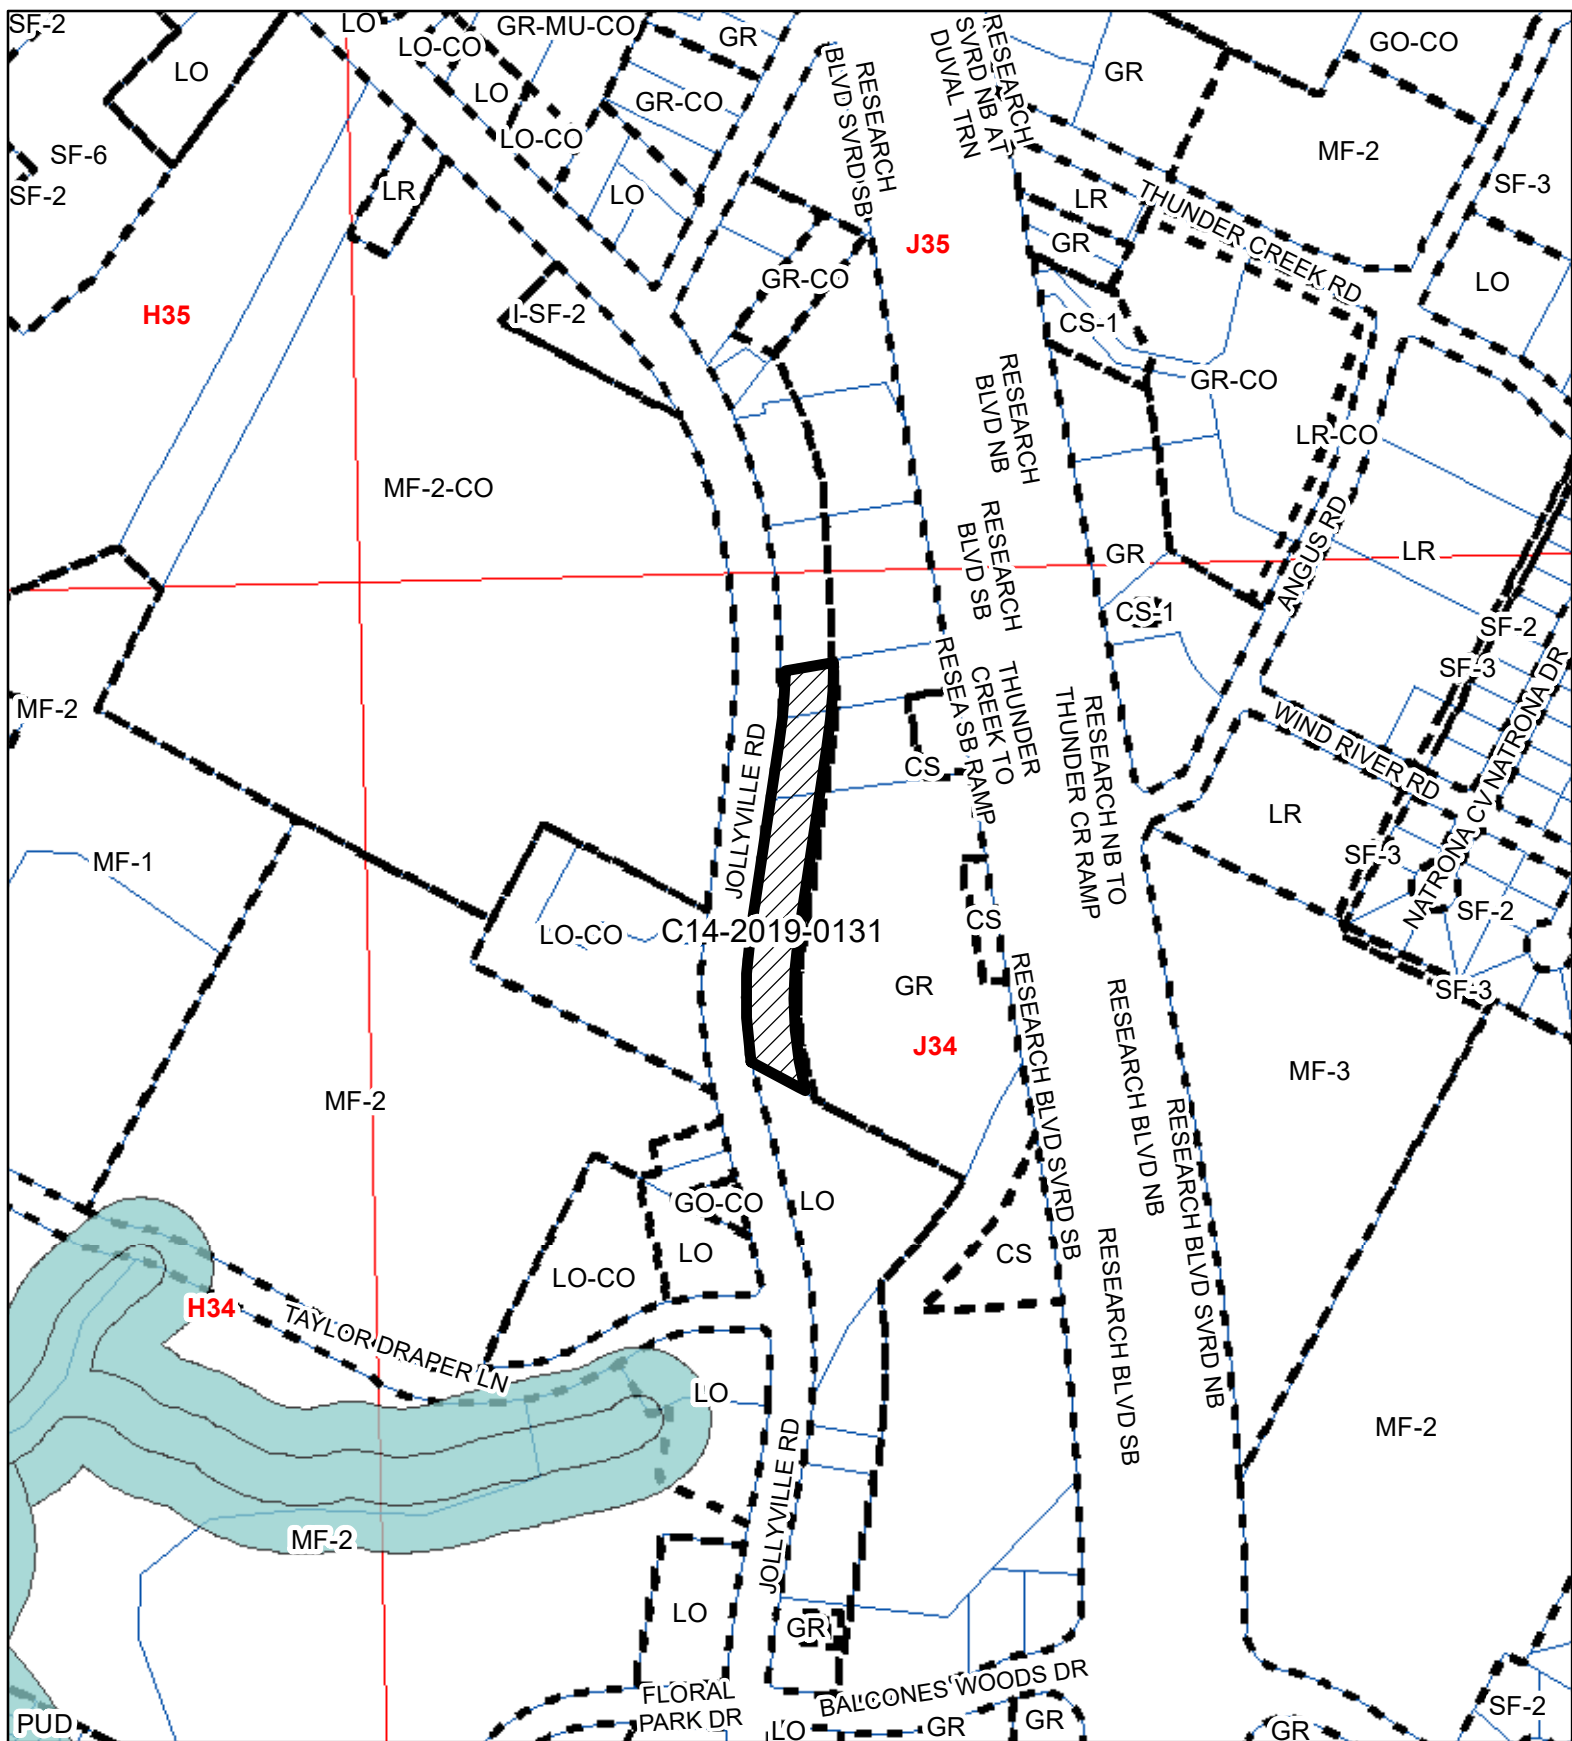 SF-2
LO
LO
LO-CO
GR-MU-CO
GR
LO
GR-CO
LO-CO
SF-6
SF-2
LR
LO
RESEARCH
BLVD SVRD SB
RESEARCH
SVRD NB AT
DUVAL TRN
GR
GO-CO
MF-2
SF-3
LR
THUNDER CREEK RD
GR
J35
GR-CO
LO
H35
I-SF-2
CS-1
GR-CO
RESEARCH
BLVD NB
LR-CO
MF-2-CO
RESEARCH
BLVD SB
GR
ANGUS RD
LR
CS-1
SF-2
SF-3
MF-2
JOLLYVILLE RD
RESEA SB RAMP
THUNDER
CREEK TO
RESEARCH NB TO
THUNDER CR RAMP
WIND RIVER RD
NATRONA CV
NATRONA DR
CS
LR
MF-1
SF-3
SF-2
LO-CO
C14-2019-0131
CS
GR
SF-3
J34
RESEARCH BLVD SVRD SB
RESEARCH BLVD NB
MF-3
MF-2
RESEARCH BLVD SVRD NB
GO-CO
LO
LO
CS
LO-CO
RESEARCH BLVD SB
H34
TAYLOR DRAPER LN
LO
MF-2
JOLLYVILLE RD
MF-2
LO
GR
FLORAL
PARK DR
BALCONES WOODS DR
PUD
LO
GR
GR
GR
SF-2